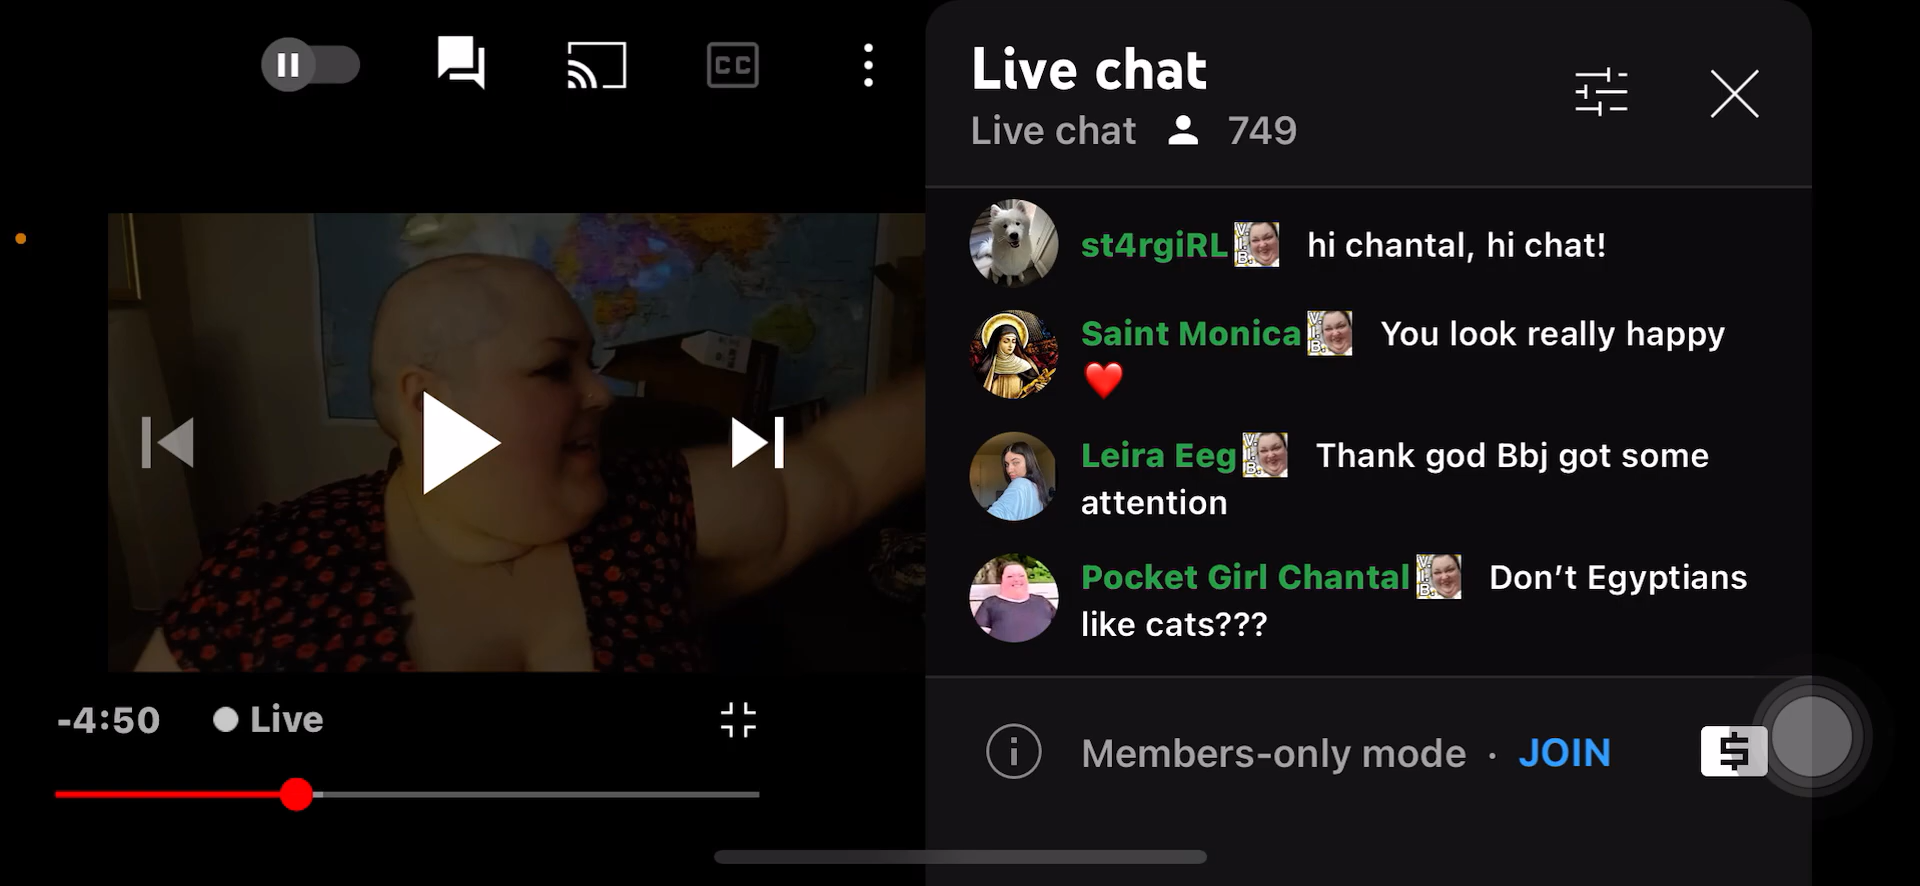 CC
Live chat
Live chat 749
st4rgiRL V.I.B. hi chantal, hi chat!
Saint Monica V.I.B. You look really happy
❤️
Leira Eeg V.I.B. Thank god Bbj got some
attention
Pocket Girl Chantal V.I.B. Don’t Egyptians
like cats???
-4:50 Live
Members-only mode · JOIN $